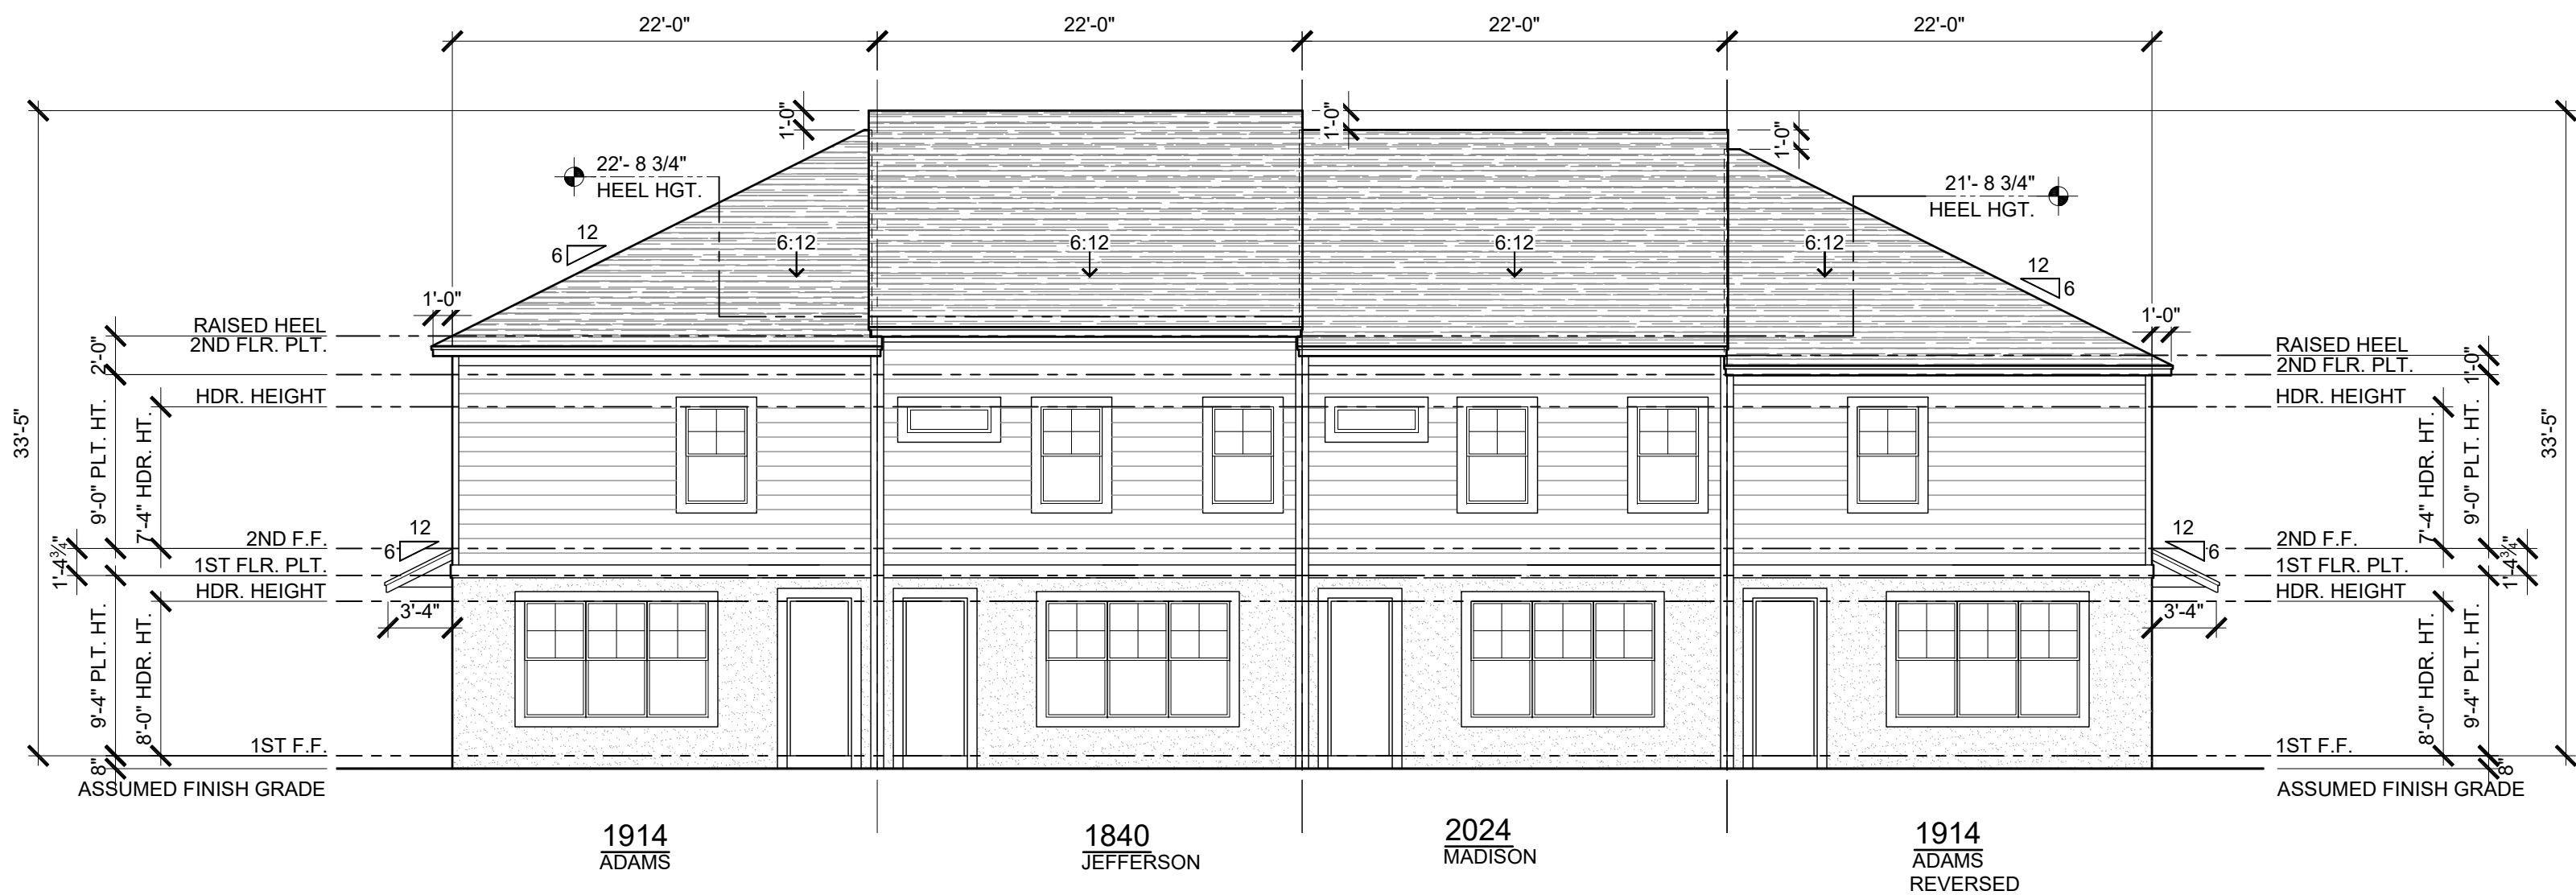 22'-0"
22'-0"
22'-0"
22'-0"
1'-0"
1'-0"
1'-0"
22'- 8 3/4"
HEEL HGT.
21'- 8 3/4"
HEEL HGT.
12
6
6:12
6:12
6:12
6:12
12
6
1'-0"
1'-0"
RAISED HEEL
2ND FLR. PLT.
HDR. HEIGHT
2ND F.F.
1ST FLR. PLT.
HDR. HEIGHT
1ST F.F.
ASSUMED FINISH GRADE
33'-5"
2'-0"
9'-0" PLT. HT.
7'-4" HDR. HT.
1'-4¾"
9'-4" PLT. HT.
8'-0" HDR. HT.
8"
12
6
3'-4"
RAISED HEEL
2ND FLR. PLT.
HDR. HEIGHT
2ND F.F.
1ST FLR. PLT.
HDR. HEIGHT
1ST F.F.
ASSUMED FINISH GRADE
12
6
3'-4"
1'-0"
9'-0" PLT. HT.
7'-4" HDR. HT.
1'-4¾"
9'-4" PLT. HT.
8'-0" HDR. HT.
8"
33'-5"
1914
ADAMS
1840
JEFFERSON
2024
MADISON
1914
ADAMS
REVERSED